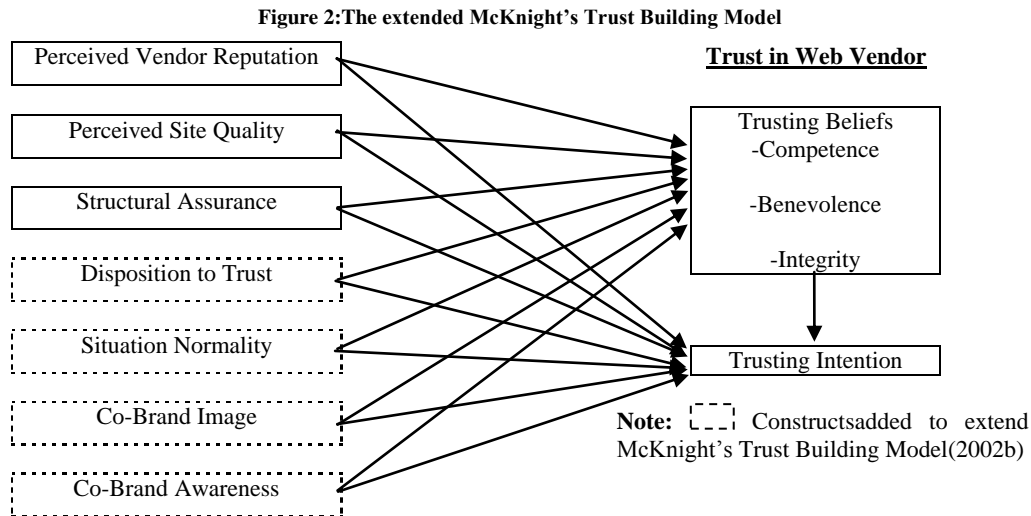 Figure 2:The extended McKnight's Trust Building Model
Perceived Vendor Reputation
Perceived Site Quality
Structural Assurance
Disposition to Trust
Situation Normality
Co-Brand Image
Co-Brand Awareness
Trust in Web Vendor
Trusting Beliefs
-Competence
-Benevolence
-Integrity
Trusting Intention
Note: Constructsadded to extend
McKnight's Trust Building Model(2002b)